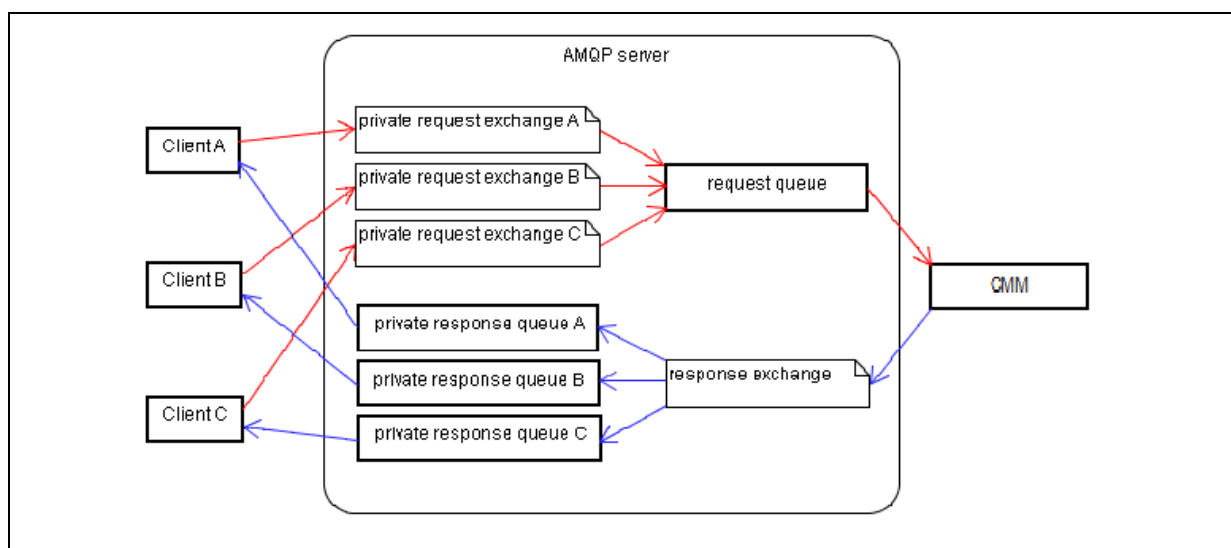 AMQP server
private request exchange A
Client A
private request exchange B
request queue
private request exchange C
Client B
CMM
private response queue A
private response queue B
response exchange
Client C
private response queue C